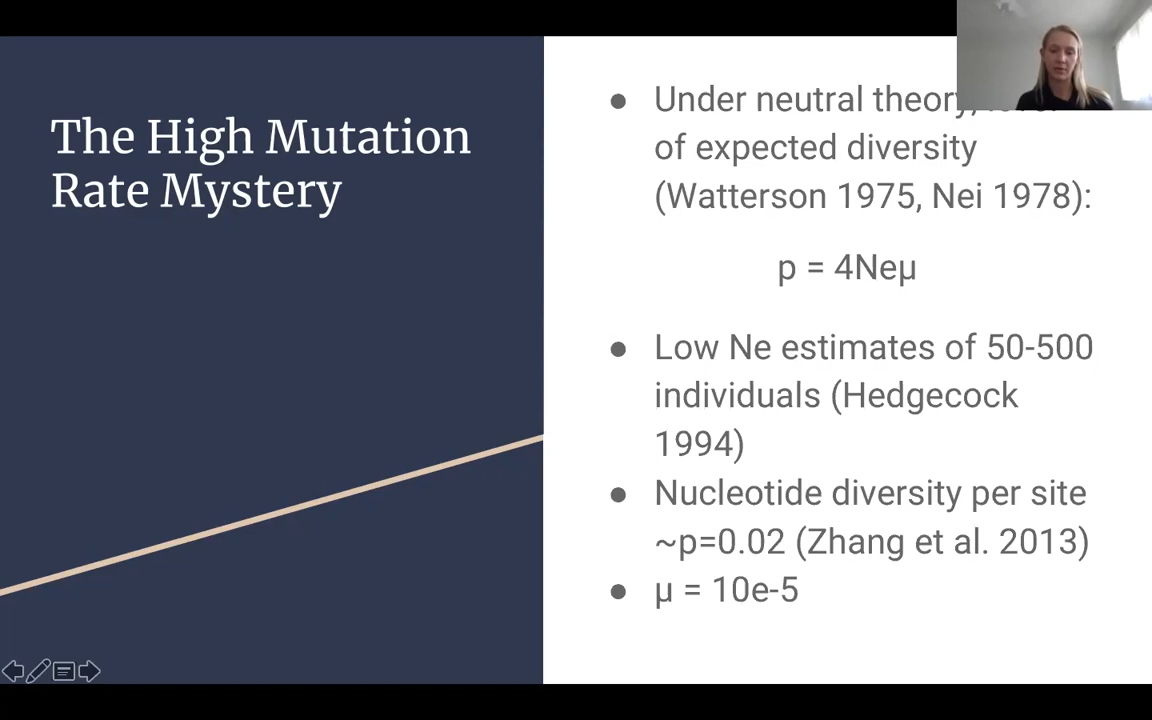 The High Mutation
Rate Mystery
● Under neutral theory,
of expected diversity
(Watterson 1975, Nei 1978):
p = 4Neµ
● Low Ne estimates of 50-500
individuals (Hedgecock
1994)
● Nucleotide diversity per site
~p=0.02 (Zhang et al. 2013)
● µ = 10e-5